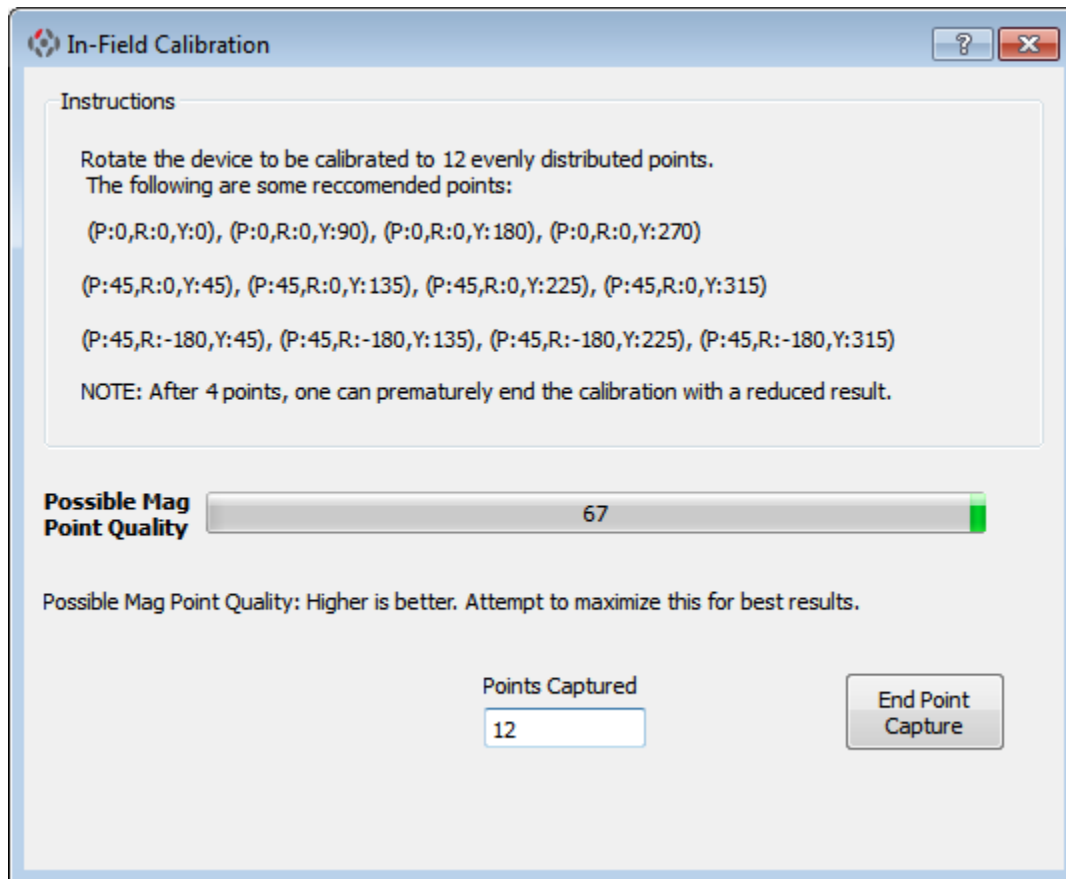 In-Field Calibration
?
Instructions
Rotate the device to be calibrated to 12 evenly distributed points.
The following are some reccomended points:
(P:0,R:0,Y:0), (P:0,R:0,Y:90), (P:0,R:0,Y:180), (P:0,R:0,Y:270)
(P:45,R:0,Y:45), (P:45,R:0,Y:135), (P:45,R:0,Y:225), (P:45,R:0,Y:315)
(P:45,R:-180,Y:45), (P:45,R:-180,Y:135), (P:45,R:-180,Y:225), (P:45,R:-180,Y:315)
NOTE: After 4 points, one can prematurely end the calibration with a reduced result.
Possible Mag
Point Quality
67
Possible Mag Point Quality: Higher is better. Attempt to maximize this for best results.
Points Captured
12
End Point
Capture